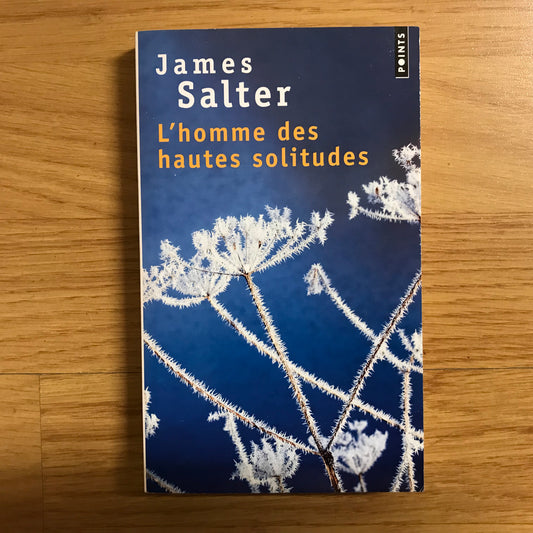 James
Salter
L'homme des
hautes solitudes
POINTS